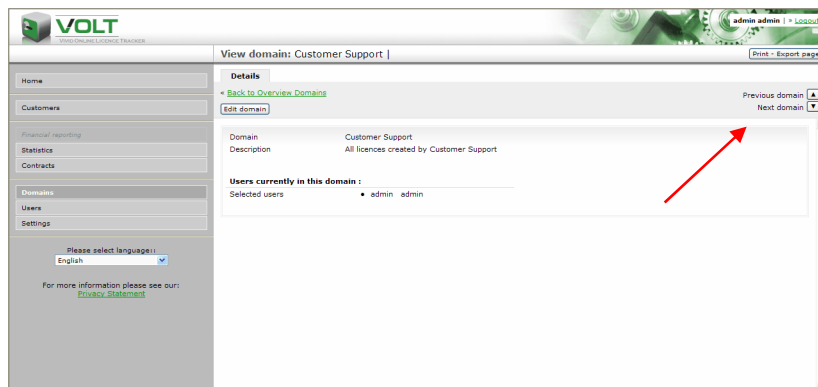 VOLT
VIVID ONLINE LICENCE TRACKER
admin admin | » Logout
View domain: Customer Support |
Print - Export page
Home
Customers
Financial reporting
Statistics
Contracts
Domains
Users
Settings
Please select language::
English
For more information please see our:
Privacy Statement
Details
« Back to Overview Domains
Edit domain
Previous domain
Next domain
Domain Customer Support
Description All licences created by Customer Support
Users currently in this domain :
Selected users • admin admin